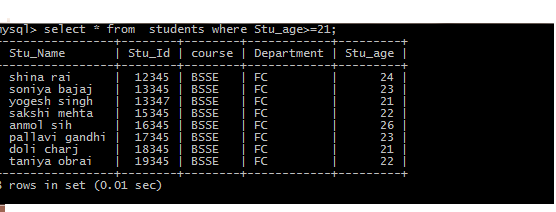 mysql> select * from  students where Stu_age>=21;
Stu_Name | Stu_Id | course | Department | Stu_age |
shina rai | 12345 | BSSE | FC | 24 |
soniya bajaj | 13345 | BSSE | FC | 23 |
yogesh singh | 13347 | BSSE | FC | 21 |
sakshi mehta | 15345 | BSSE | FC | 22 |
anmol sih | 16345 | BSSE | FC | 26 |
pallavi gandhi | 17345 | BSSE | FC | 23 |
doli charj | 18345 | BSSE | FC | 21 |
taniya obrai | 19345 | BSSE | FC | 22 |
8 rows in set (0.01 sec)